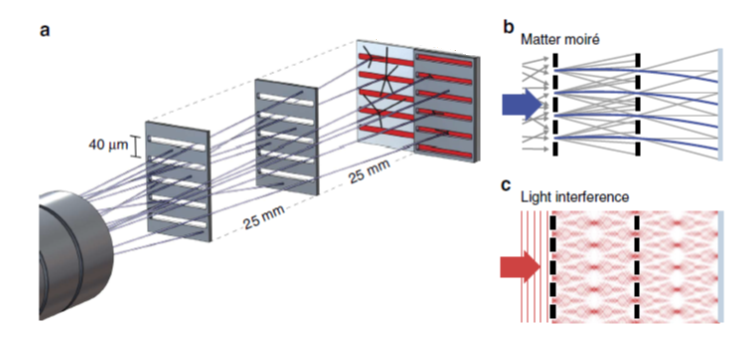 a
40 μm
25 mm
25 mm
b
Matter moiré
c
Light interference